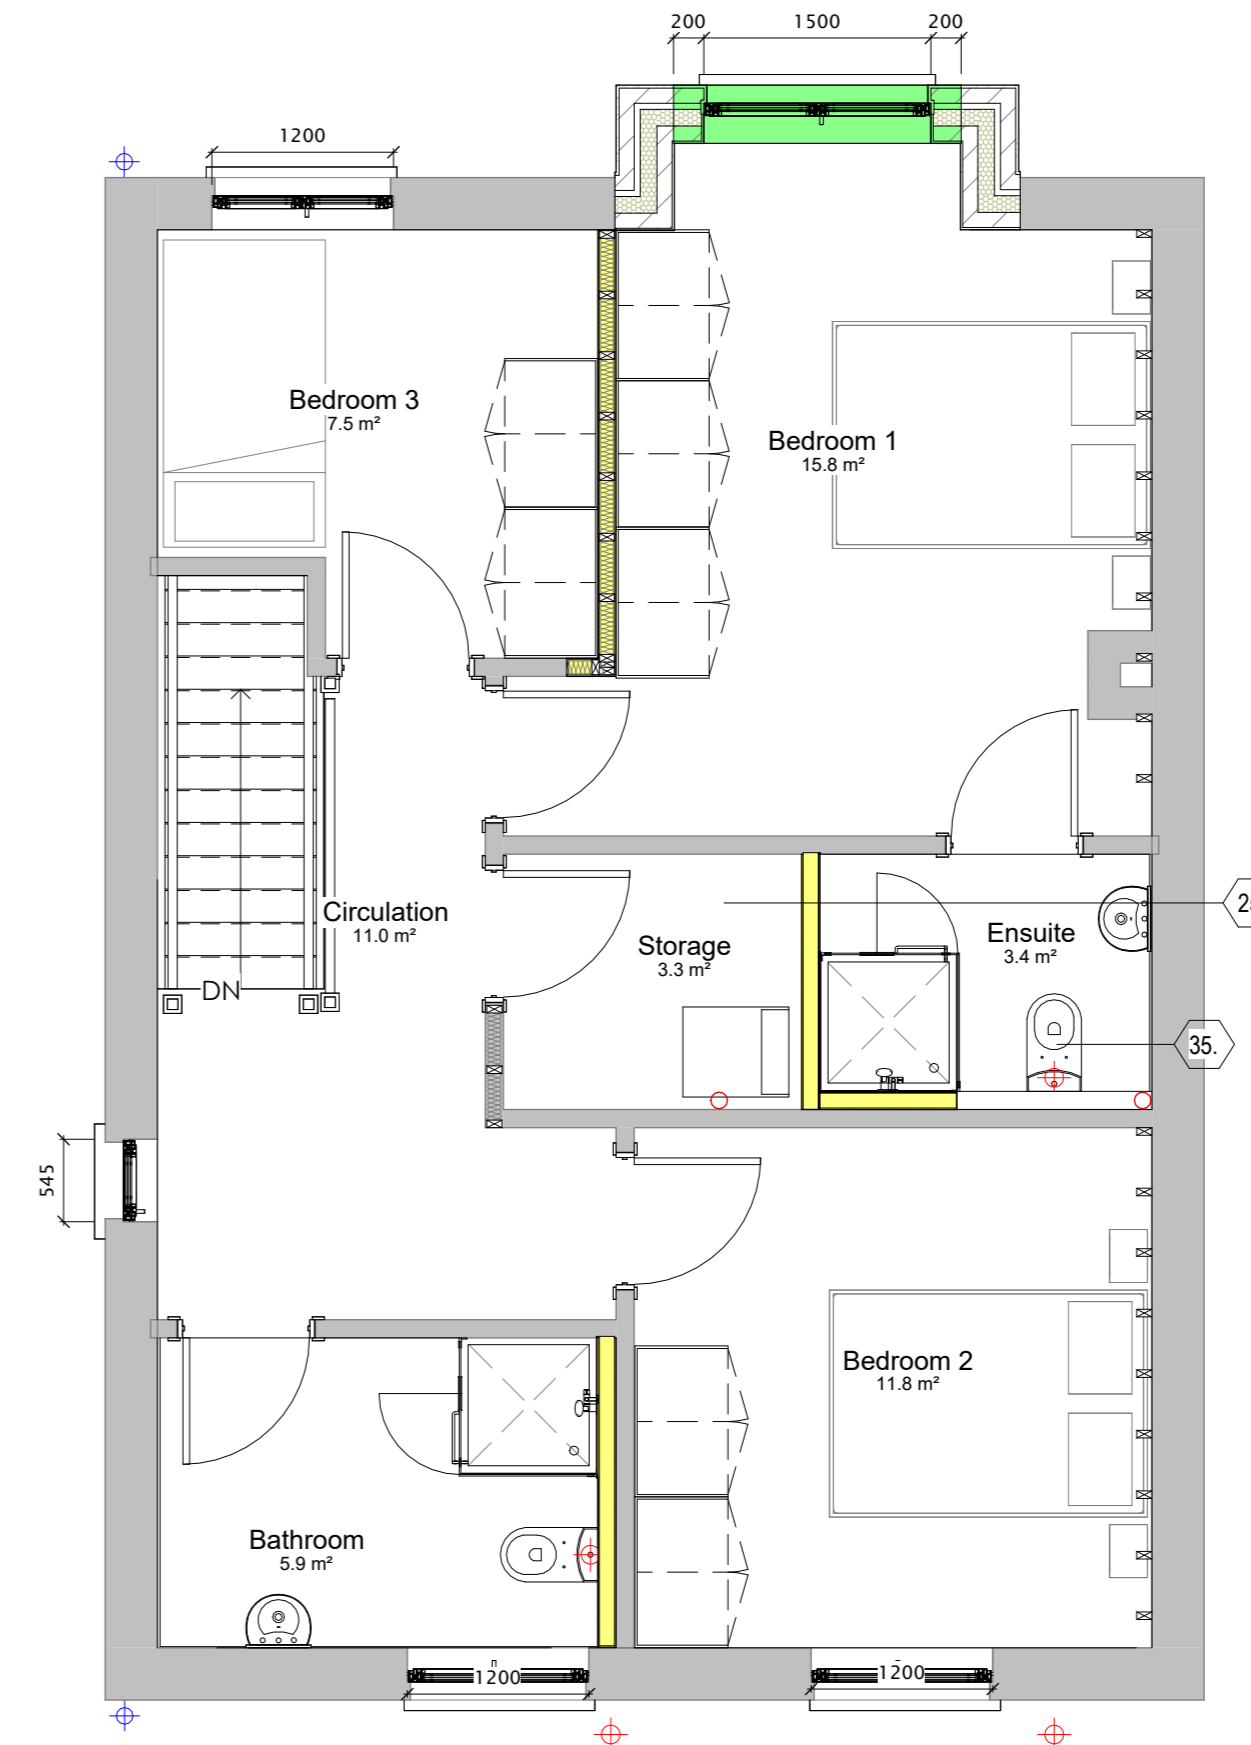 200 1500 200
1200
Bedroom 3
7.5 m²
Bedroom 1
15.8 m²
Circulation
11.0 m²
Storage
3.3 m²
Ensuite
3.4 m²
DN
35.
545
Bedroom 2
11.8 m²
Bathroom
5.9 m²
1200
1200